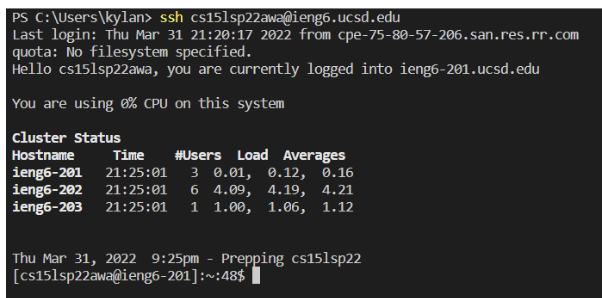 PS C:\Users\kylan> ssh cs15lsp22awa@ieng6.ucsd.edu
Last login: Thu Mar 31 21:20:17 2022 from cpe-75-80-57-206.san.res.rr.com
quota: No filesystem specified.
Hello cs15lsp22awa, you are currently logged into ieng6-201.ucsd.edu
You are using 0% CPU on this system
Cluster Status
Hostname Time #Users Load Averages
ieng6-201 21:25:01 3 0.01, 0.12, 0.16
ieng6-202 21:25:01 6 4.09, 4.19, 4.21
ieng6-203 21:25:01 1 1.00, 1.06, 1.12
Thu Mar 31, 2022 9:25pm - Prepping cs15lsp22
[cs15lsp22awa@ieng6-201]:~:48$